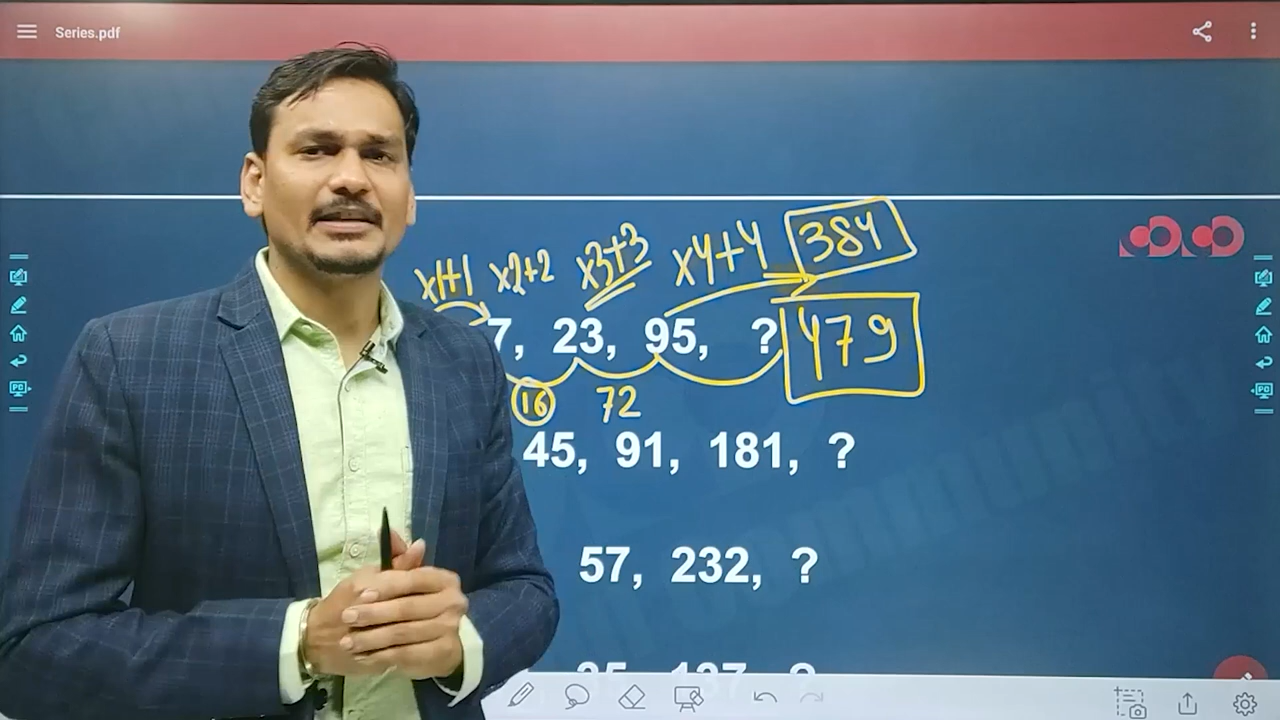 Series.pdf
x1+1 x2+2 x3+3 x4+4 384
7, 23, 95, ? 479
16 72
45, 91, 181, ?
57, 232, ?
?